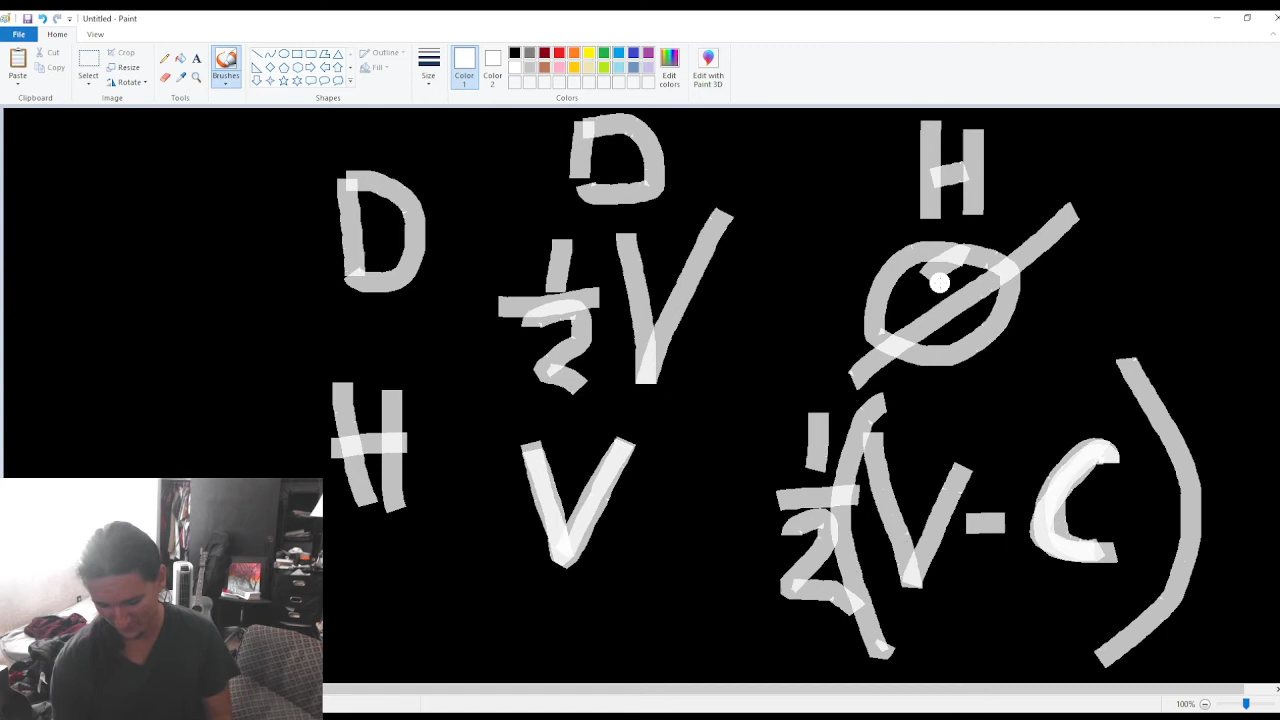 Untitled - Paint
File Home View
Paste Cut Copy Clipboard
Select Crop Resize Rotate Image
Tools
Brushes
Shapes Outline Fill
Size
Color 1 Color 2 Edit colors Colors
Edit with Paint 3D
D H
D 1/2 V Ø
H V 1/2 (V - C)
100%